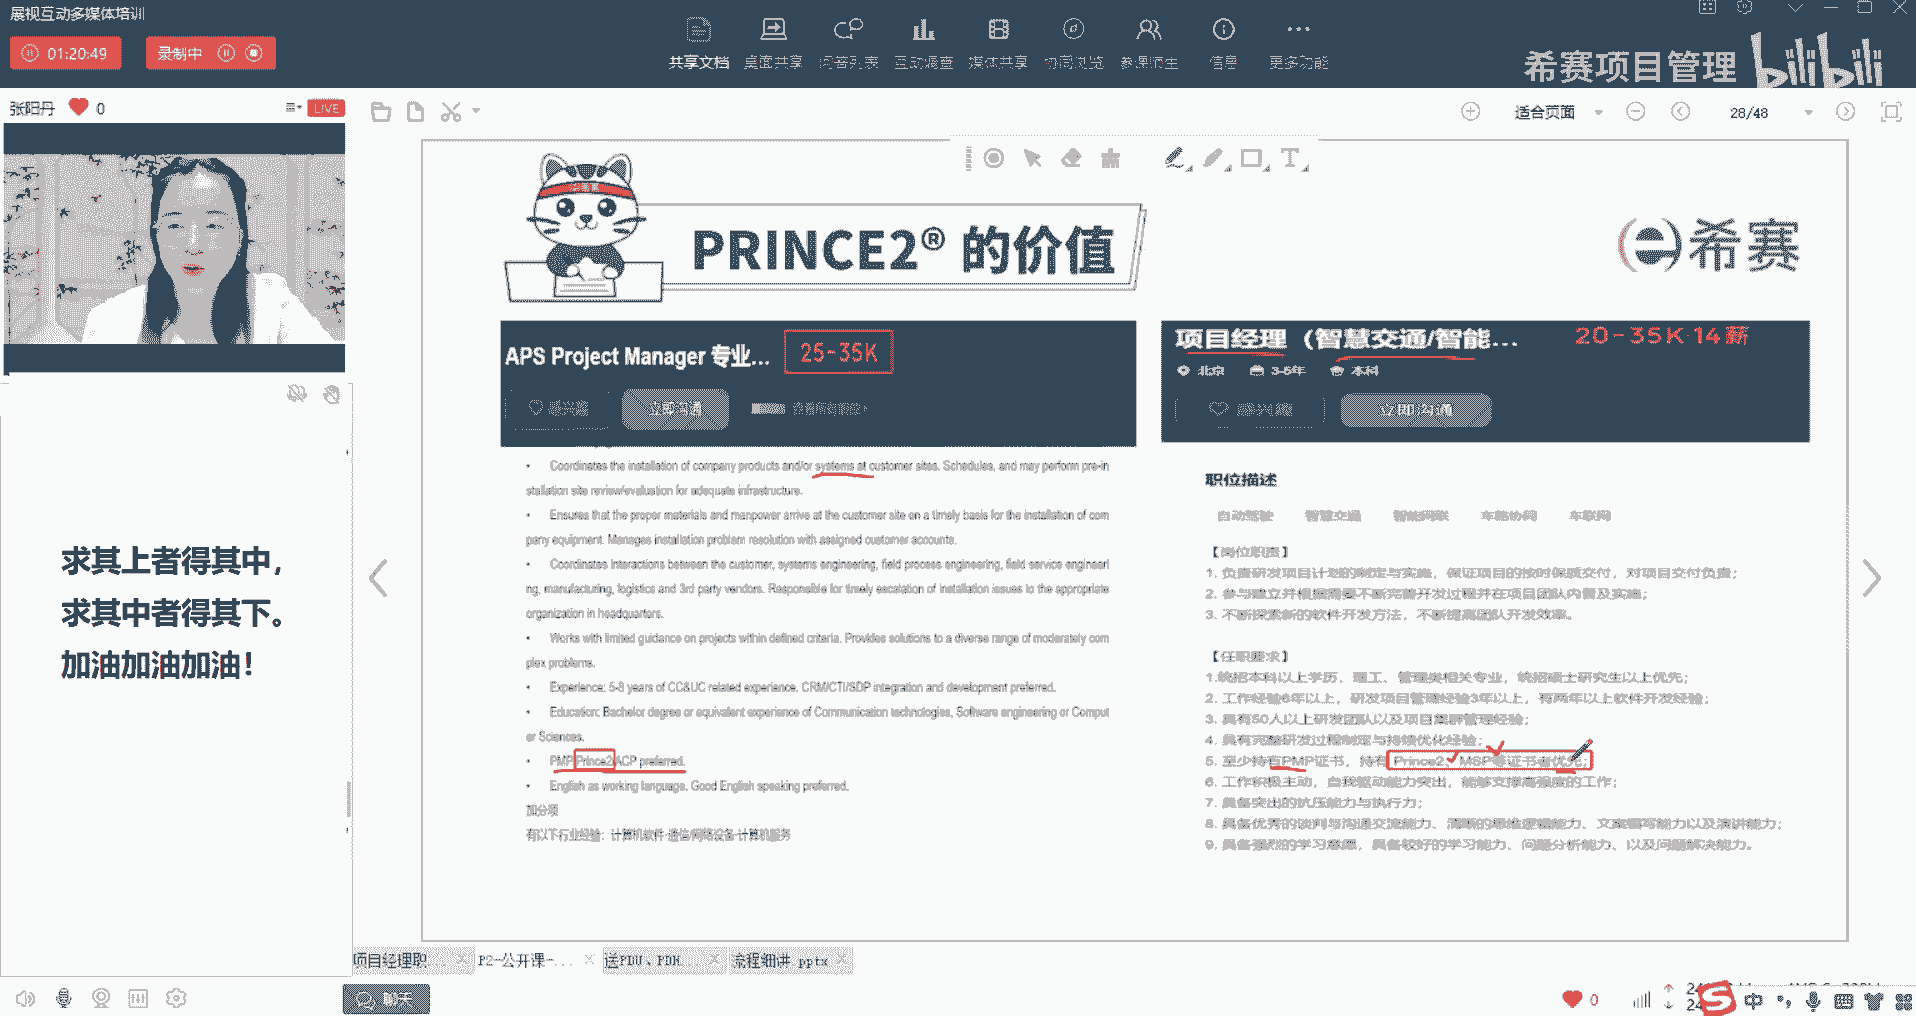 展视互动多媒体培训
01:20:49
录制中
共享文档 桌面共享 问答列表 互动调查 媒体共享 协同浏览 参课师生 信息 更多功能
希赛项目管理 bilibili
张阳丹 0
LIVE
适合页面
28/48
PRINCE2® 的价值
希赛
APS Project Manager 专业...
25-35K
感兴趣
立即沟通
• Coordinates the installation of company products and/or systems at customer sites. Schedules, and may perform pre-in
stallation site review/evaluation for adequate infrastructure.
• Ensures that the proper materials and manpower arrive at the customer site on a timely basis for the installation of com
pany equipment. Manages installation problem resolution with assigned customer accounts.
• Coordinates Interactions between the customer, systems engineering, field process engineering, field service engineeri
ng, manufacturing, logistics and 3rd party vendors. Responsible for timely escalation of installation issues to the appropriate
organization in headquarters.
• Works with limited guidance on projects within defined criteria. Provides solutions to a diverse range of moderately com
plex problems.
• Experience: 5-8 years of CC&UC related experience. CRM/CTI/SDP integration and development preferred.
• Education: Bachelor degree or equivalent experience of Communication technologies, Software engineering or Comput
er Sciences.
• PMP/Prince2/ACP preferred.
• English as working language. Good English speaking preferred.
加分项
有以下行业经验：计算机软件 通信/网络设备 计算机服务
项目经理（智慧交通/智能...
20-35K·14薪
北京 3-5年 本科
感兴趣
立即沟通
职位描述
自动驾驶 智慧交通 智能网联 车路协同 车联网
【岗位职责】
1. 负责研发项目计划的制定与实施，保证项目的按时保质交付，对项目交付负责；
2. 参与建立并根据需要不断完善开发过程并在项目团队内普及实施；
3. 不断探索新的软件开发方法，不断提高团队开发效率。
【任职要求】
1.统招本科以上学历，理工、管理类相关专业，统招硕士研究生以上优先；
2. 工作经验6年以上，研发项目管理经验3年以上，有两年以上软件开发经验；
3. 具有50人以上研发团队以及项目集群管理经验；
4. 具有完整研发过程制定与持续优化经验；
5. 至少持有PMP证书，持有Prince2、MSP等证书者优先；
6. 工作积极主动，自我驱动能力突出，能够支撑高强度的工作；
7. 具备突出的抗压能力与执行力；
8. 具备优秀的谈判与沟通交流能力、清晰的思维逻辑能力、文案编写能力以及演讲能力；
9. 具备强烈的学习意愿，具备较好的学习能力、问题分析能力、以及问题解决能力。
求其上者得其中，
求其中者得其下。
加油加油加油！
项目经理职... P2-公开课-... 送PDU、PDH... 流程细讲.pptx
聊天
0
中